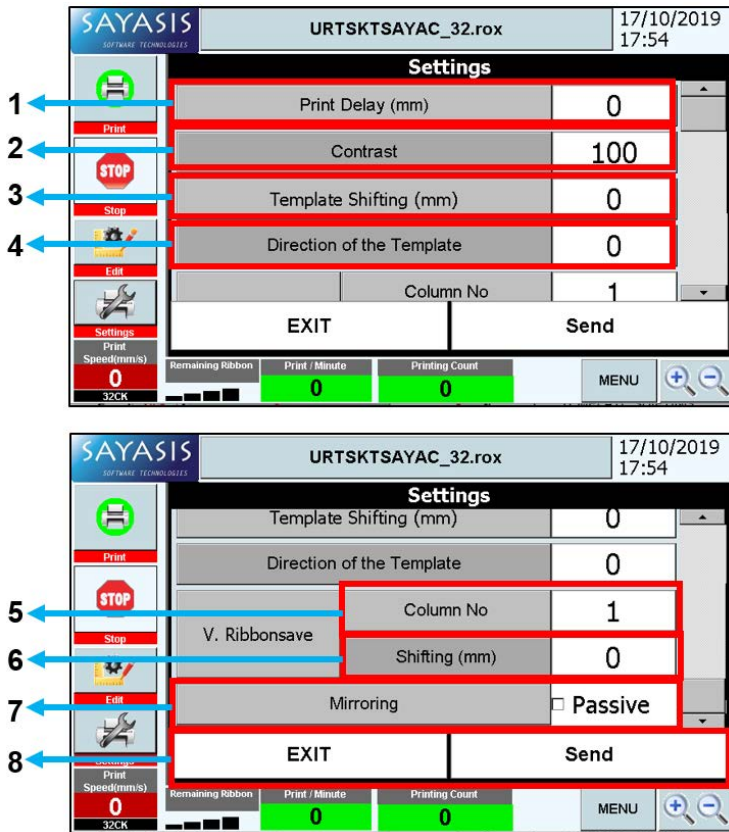 SAYASIS
SOFTWARE TECHNOLOGIES
URTSKTSAYAC_32.rox
17/10/2019
17:54
Settings
1
Print Delay (mm) 0
Print
2
Contrast 100
STOP
3
Template Shifting (mm) 0
Stop
4
Direction of the Template 0
Edit
Column No 1
Settings
EXIT Send
Print
Speed(mm/s)
0
32CK
Remaining Ribbon
Print / Minute
0
Printing Count
0
MENU
SAYASIS
SOFTWARE TECHNOLOGIES
URTSKTSAYAC_32.rox
17/10/2019
17:54
Settings
Template Shifting (mm) 0
Print
Direction of the Template 0
STOP
5
V. Ribbonsave
Column No 1
Stop
6
Shifting (mm) 0
7
Mirroring Passive
Edit
8
EXIT Send
Settings
Print
Speed(mm/s)
0
32CK
Remaining Ribbon
Print / Minute
0
Printing Count
0
MENU